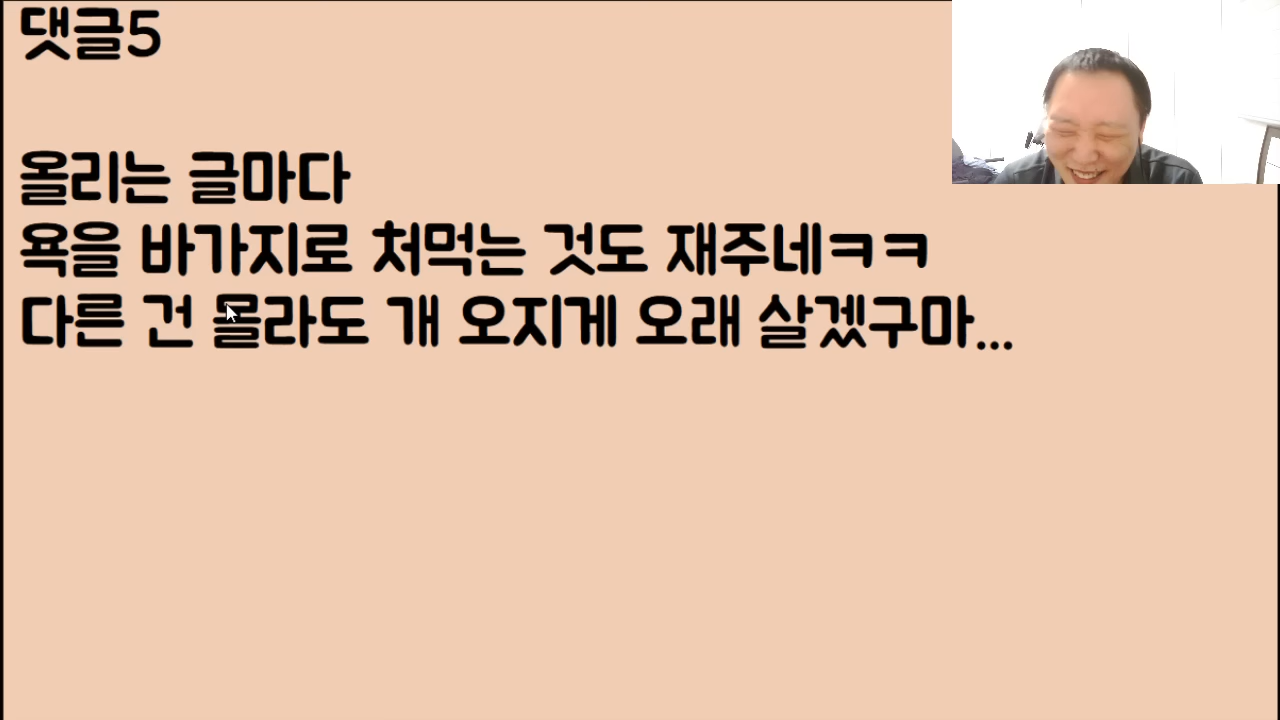 댓글5
올리는 글마다
욕을 바가지로 처먹는 것도 재주네ㅋㅋ
다른 건 몰라도 개 오지게 오래 살겠구마...